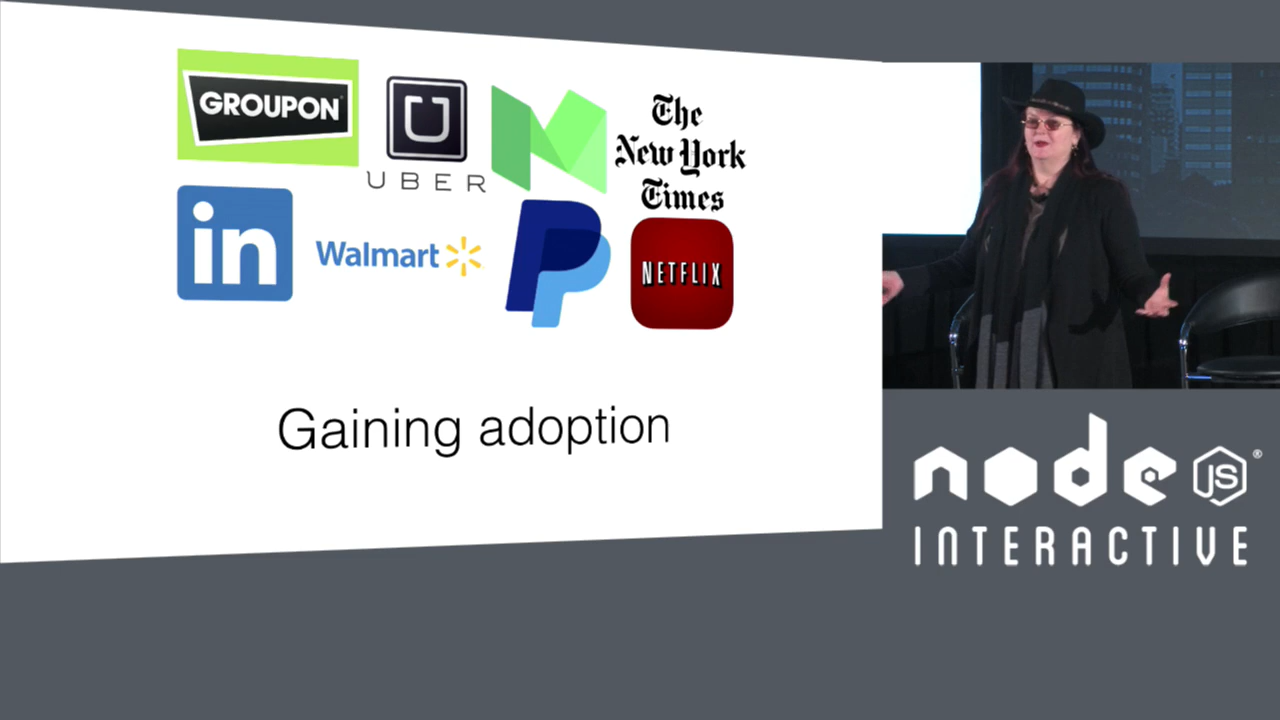 GROUPON
UBER
The
New York
Times
in
Walmart
NETFLIX
Gaining adoption
node JS ®
INTERACTIVE